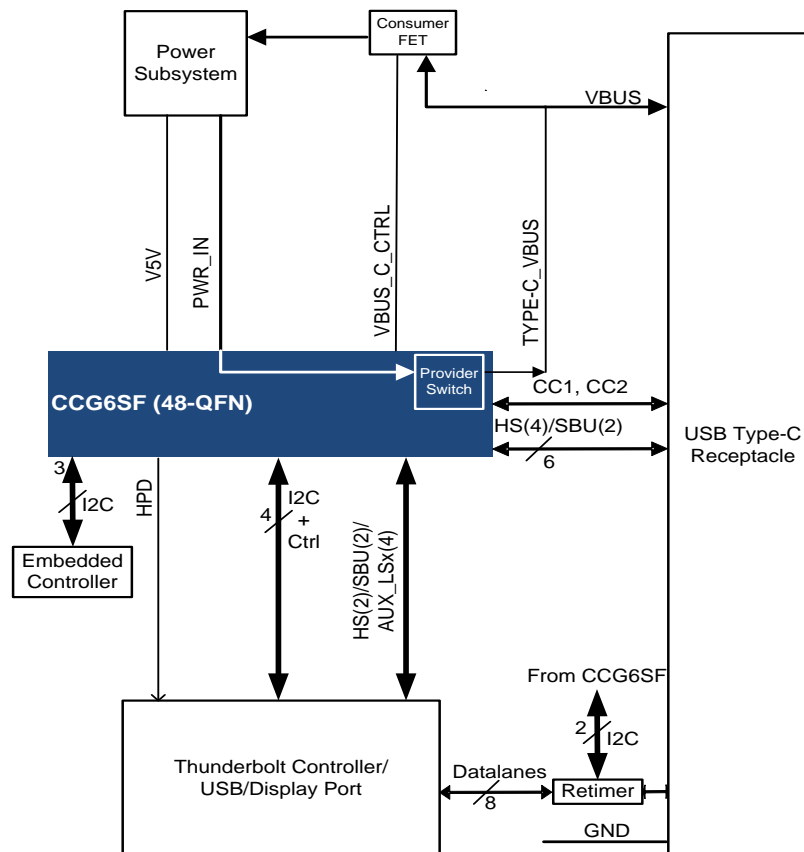 Consumer
FET
Power
Subsystem
VBUS
V5V
PWR_IN
VBUS_C_CTRL
TYPE-C_VBUS
Provider
Switch
CCG6SF (48-QFN)
CC1, CC2
HS(4)/SBU(2)
6
USB Type-C
Receptacle
3
I2C
HPD
4
I2C
+
Ctrl
HS(2)/SBU(2)/
AUX_LSx(4)
Embedded
Controller
From CCG6SF
2
I2C
Thunderbolt Controller/
USB/Display Port
Datalanes
8
Retimer
GND